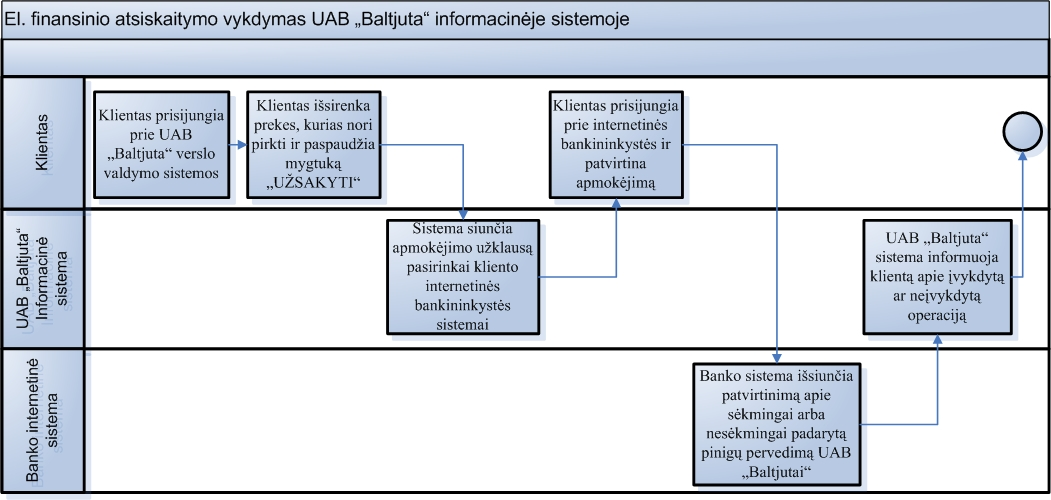 El. finansinio atsiskaitymo vykdymas UAB „Baltjuta“ informacinėje sistemoje
Klientas
Klientas prisijungia
prie UAB
„Baltjuta“ verslo
valdymo sistemos
Klientas išsirenka
prekes, kurias nori
pirkti ir paspaudžia
mygtuką
„UŽSAKYTI“
Klientas prisijungia
prie internetinės
bankininkystės ir
patvirtina
apmokėjimą
UAB „Baltjuta“
Informacinė
sistema
Sistema siunčia
apmokėjimo užklausą
pasirinkai kliento
internetinės
bankininkystės
sistemai
UAB „Baltjuta“
sistema informuoja
klientą apie įvykdytą
ar neįvykdytą
operaciją
Banko internetinė
sistema
Banko sistema išsiunčia
patvirtinimą apie
sėkmingai arba
nesėkmingai padarytą
pinigų pervedimą UAB
„Baltjutai“